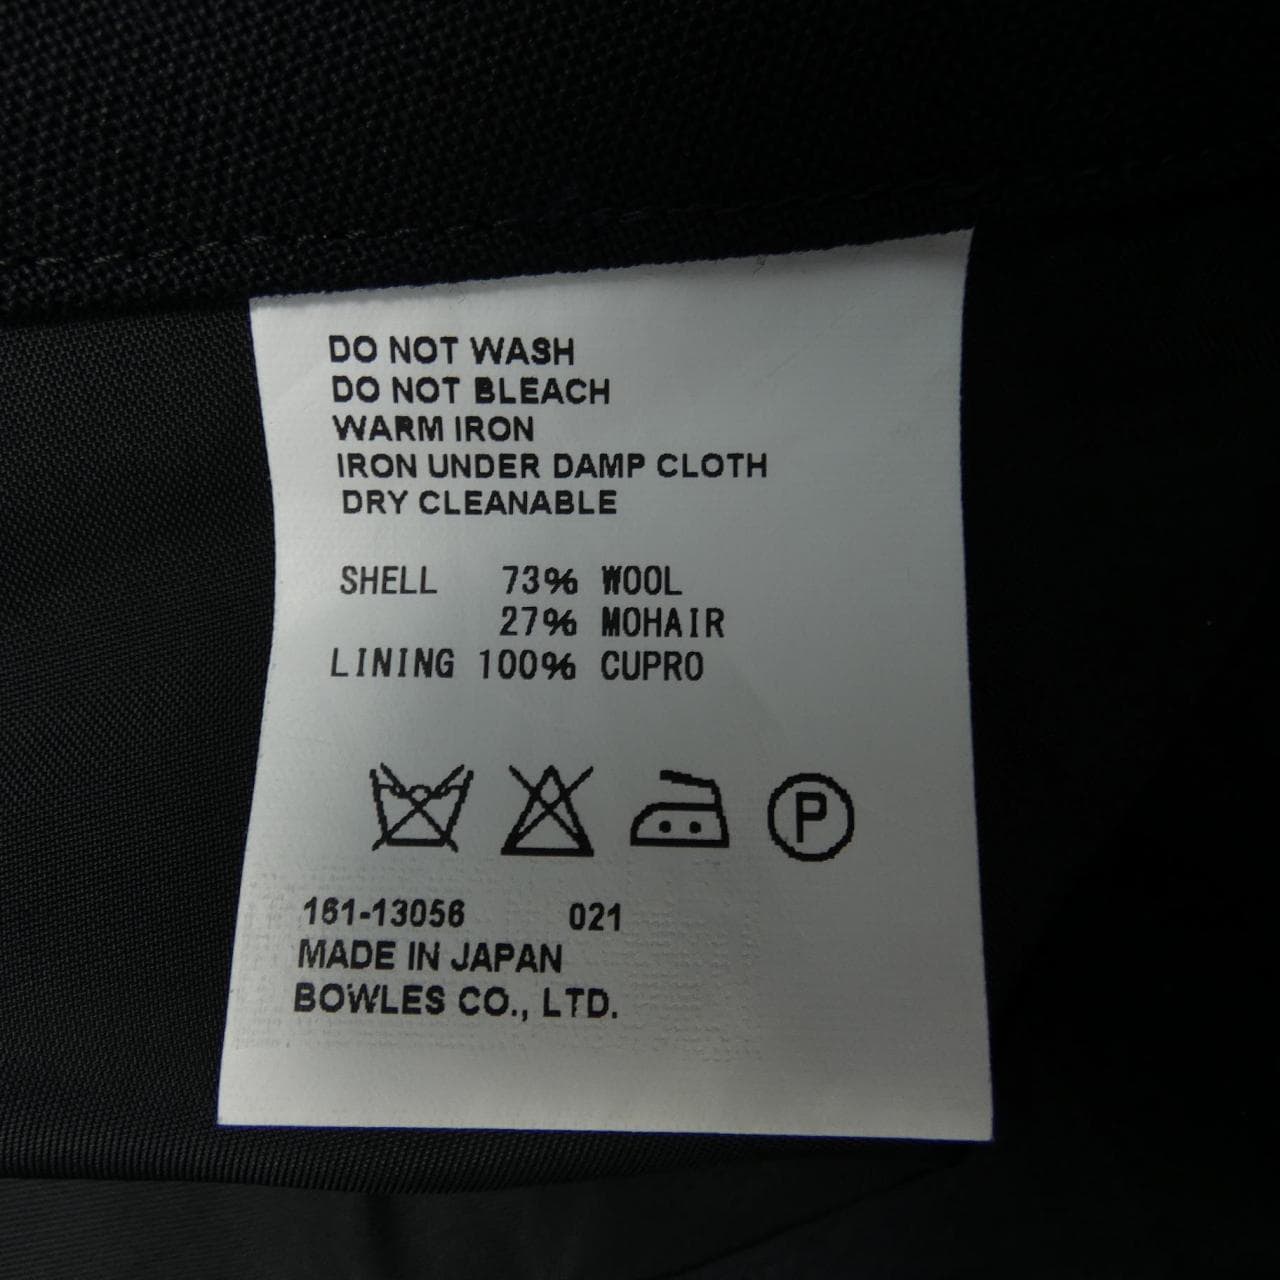 DO NOT WASH
DO NOT BLEACH
WARM IRON
IRON UNDER DAMP CLOTH
DRY CLEANABLE
SHELL 73% WOOL
27% MOHAIR
LINING 100% CUPRO
P
161-13056 021
MADE IN JAPAN
BOWLES CO., LTD.